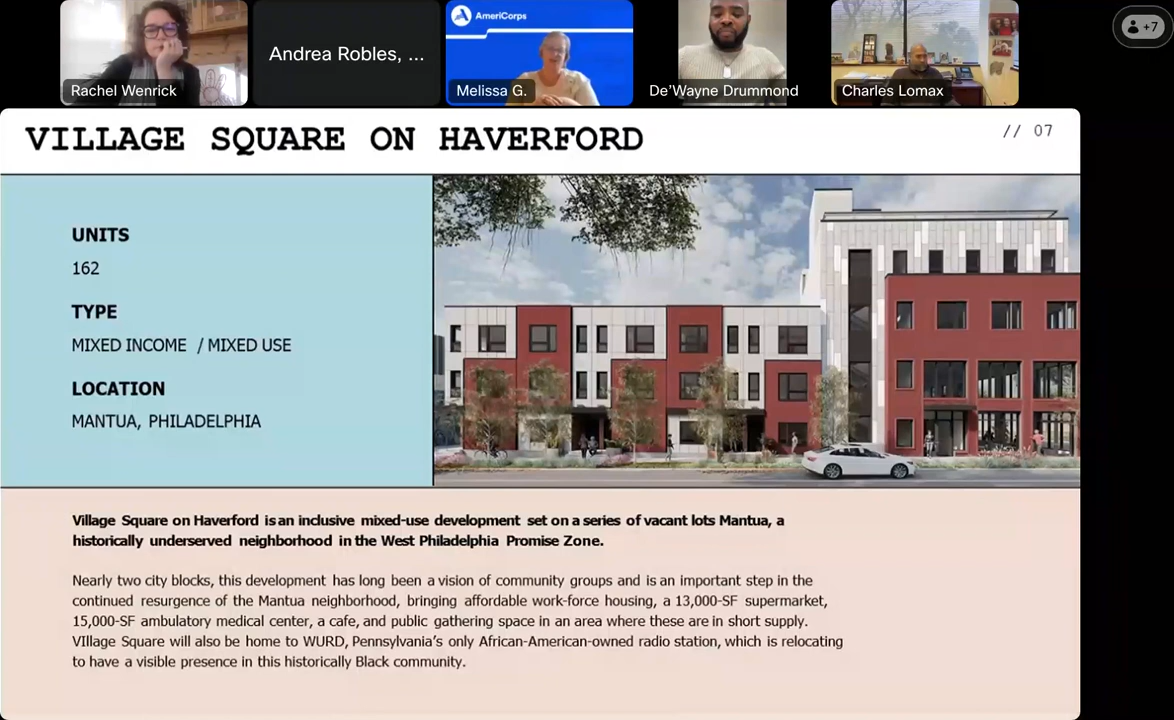 AmeriCorps
Andrea Robles, ...
+7
Rachel Wenrick
Melissa G.
De'Wayne Drummond
Charles Lomax
VILLAGE SQUARE ON HAVERFORD
// 07
UNITS
162
TYPE
MIXED INCOME / MIXED USE
LOCATION
MANTUA, PHILADELPHIA
Village Square on Haverford is an inclusive mixed-use development set on a series of vacant lots Mantua, a
historically underserved neighborhood in the West Philadelphia Promise Zone.
Nearly two city blocks, this development has long been a vision of community groups and is an important step in the
continued resurgence of the Mantua neighborhood, bringing affordable work-force housing, a 13,000-SF supermarket,
15,000-SF ambulatory medical center, a cafe, and public gathering space in an area where these are in short supply.
VIllage Square will also be home to WURD, Pennsylvania's only African-American-owned radio station, which is relocating
to have a visible presence in this historically Black community.